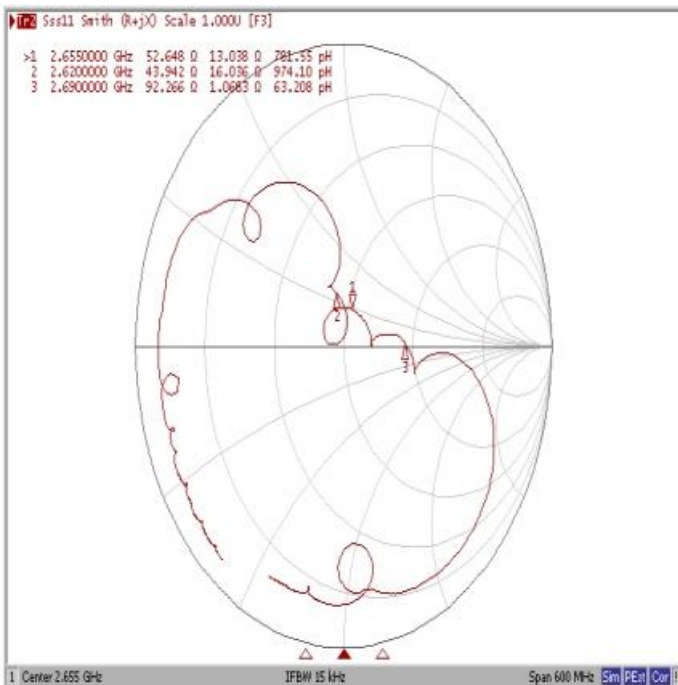 Tr2 Sss11 Smith (R+jX) Scale 1.000U [F3]
>1 2.6550000 GHz 52.648 Ω 13.038 Ω 781.55 pH
2 2.6200000 GHz 43.942 Ω 16.036 Ω 974.10 pH
3 2.6900000 GHz 92.266 Ω 1.0683 Ω 63.208 pH
1
2
3
1 Center 2.655 GHz IFBW 15 kHz Span 600 MHz Sim PExt Cor !